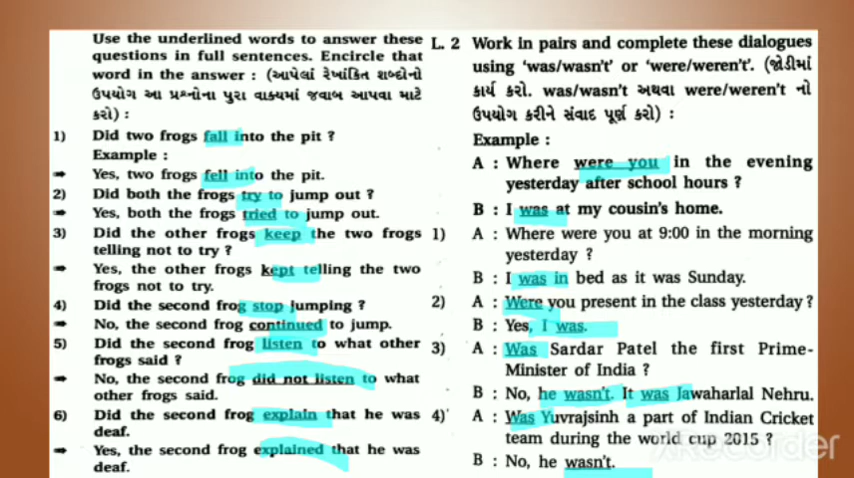 Use the underlined words to answer these
questions in full sentences. Encircle that
word in the answer : (આપેલાં રેખાંકિત શબ્દોનો
ઉપયોગ આ પ્રશ્નોના પુરા વાક્યમાં જવાબ આપવા માટે
કરો) :
1) Did two frogs fall into the pit ?
Example :
➡ Yes, two frogs fell into the pit.
2) Did both the frogs try to jump out ?
➡ Yes, both the frogs tried to jump out.
3) Did the other frogs keep the two frogs
telling not to try ?
➡ Yes, the other frogs kept telling the two
frogs not to try.
4) Did the second frog stop jumping ?
➡ No, the second frog continued to jump.
5) Did the second frog listen to what other
frogs said ?
➡ No, the second frog did not listen to what
other frogs said.
6) Did the second frog explain that he was
deaf.
➡ Yes, the second frog explained that he was
deaf.
L. 2 Work in pairs and complete these dialogues
using 'was/wasn't' or 'were/weren't'. (જોડીમાં
કાર્ય કરો. was/wasn't અથવા were/weren't નો
ઉપયોગ કરીને સંવાદ પૂર્ણ કરો) :
Example :
A : Where were you in the evening
yesterday after school hours ?
B : I was at my cousin's home.
1) A : Where were you at 9:00 in the morning
yesterday ?
B : I was in bed as it was Sunday.
2) A : Were you present in the class yesterday ?
B : Yes, I was.
3) A : Was Sardar Patel the first Prime-
Minister of India ?
B : No, he wasn't. It was Jawaharlal Nehru.
4) A : Was Yuvrajsinh a part of Indian Cricket
team during the world cup 2015 ?
B : No, he wasn't.
XRecorder